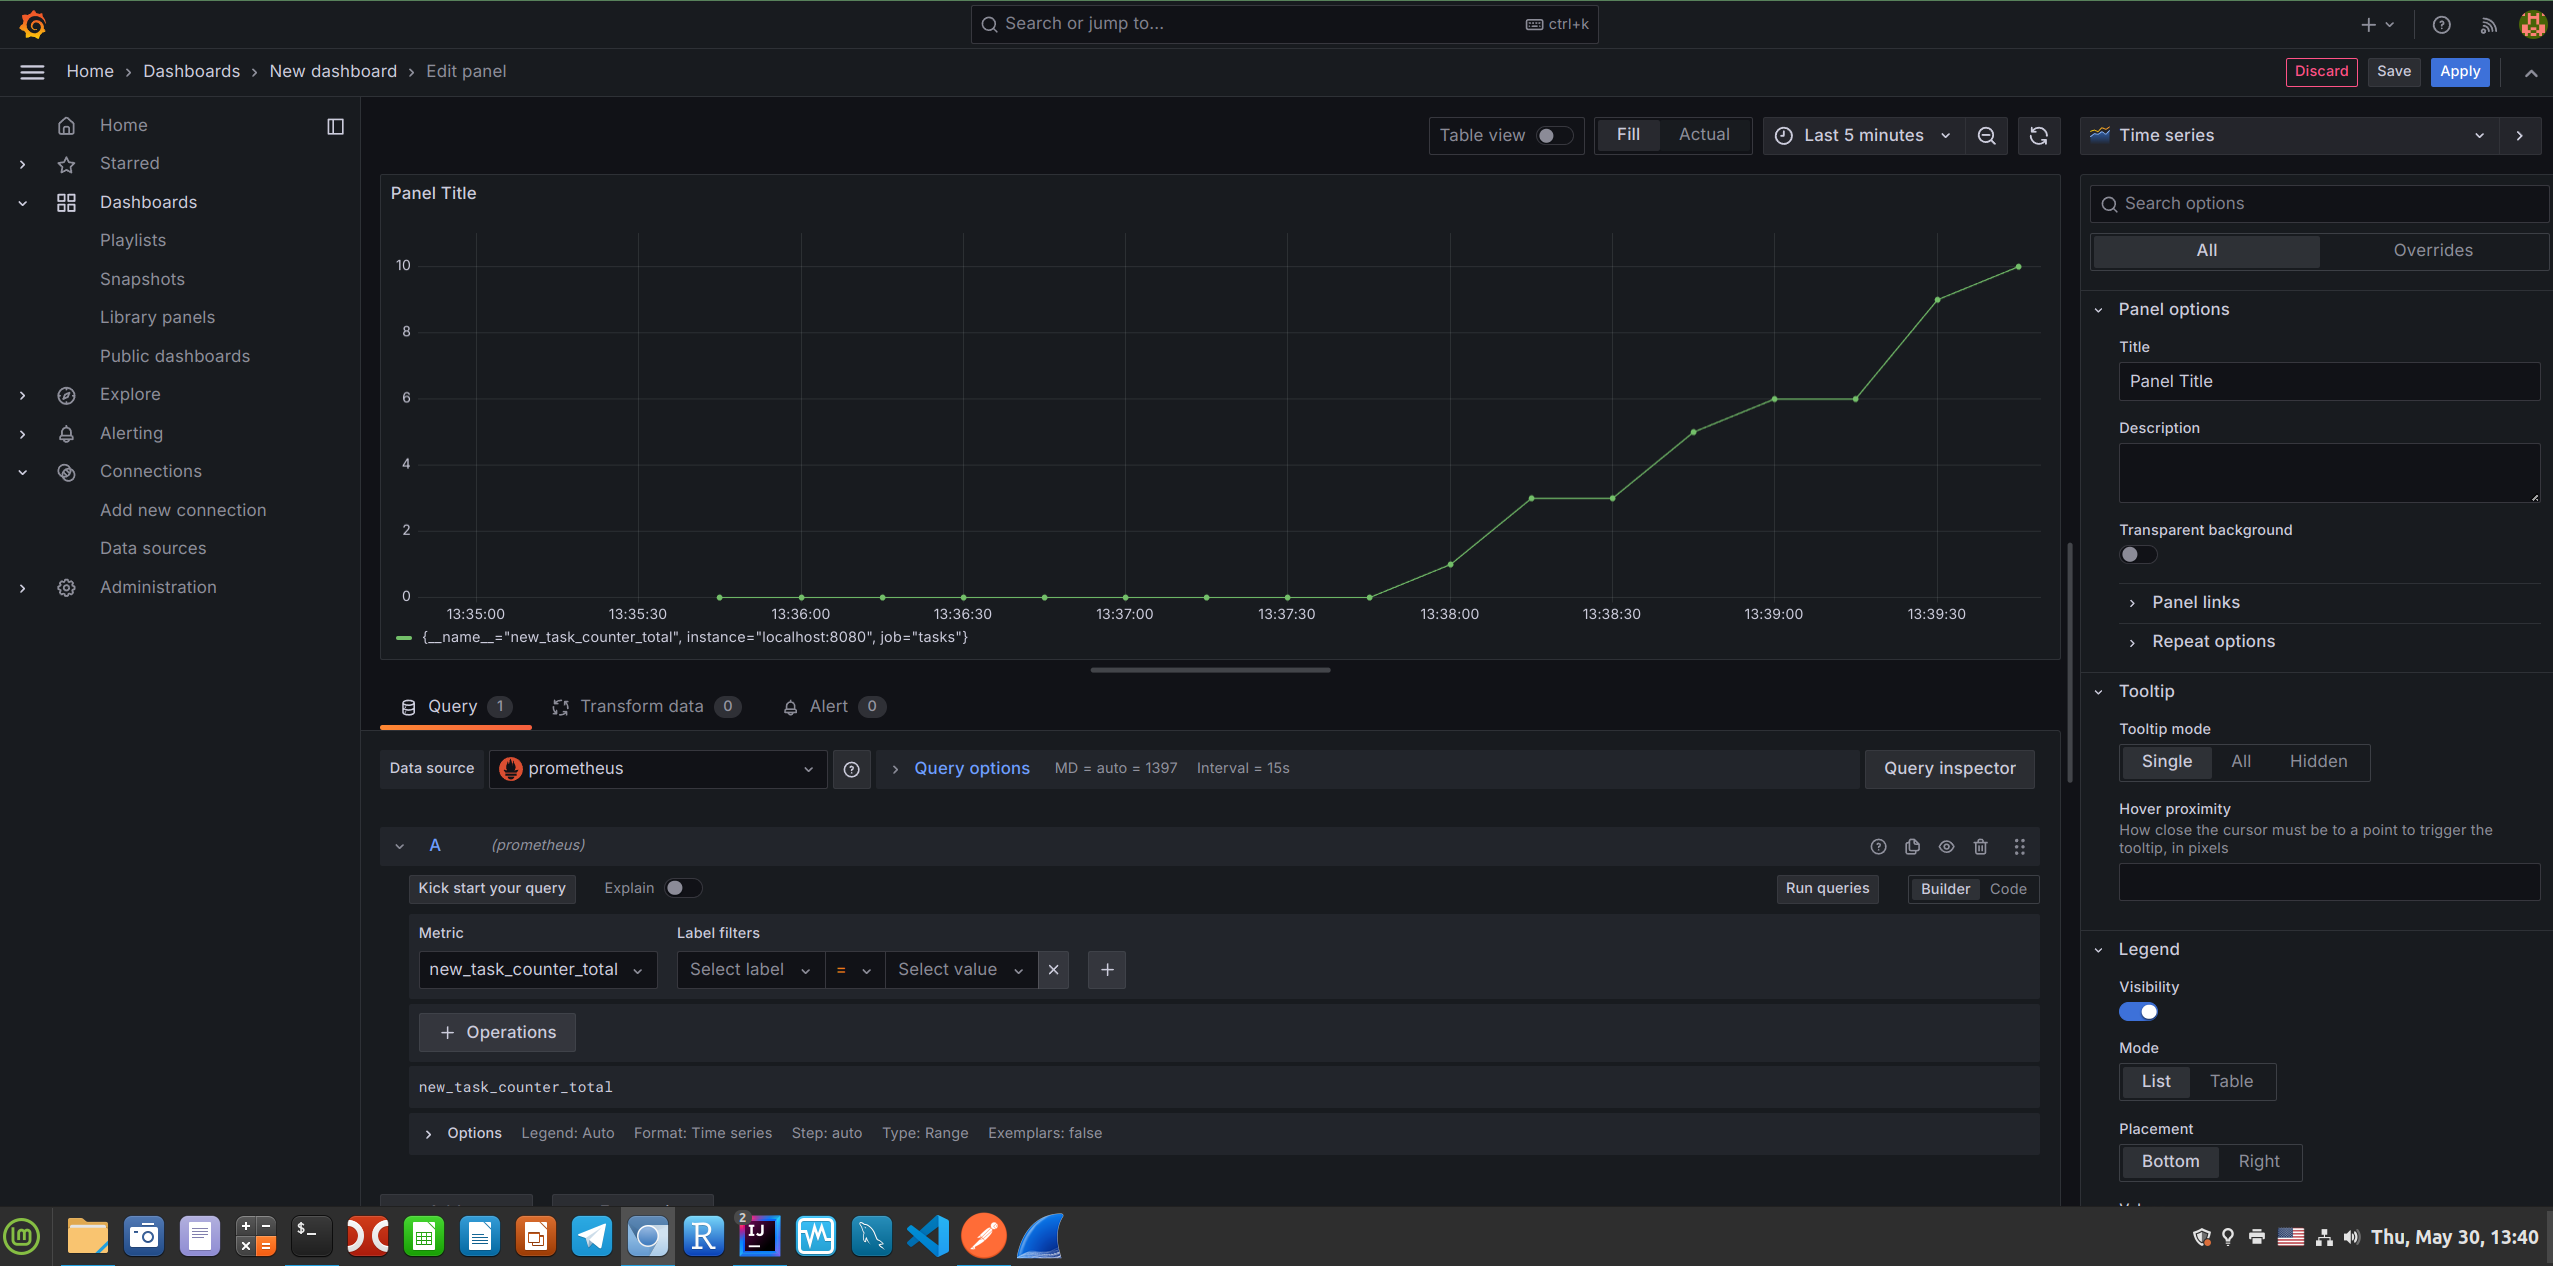 Search or jump to...
ctrl+k
Home › Dashboards › New dashboard › Edit panel
Discard
Save
Apply
Home
Starred
Dashboards
Playlists
Snapshots
Library panels
Public dashboards
Explore
Alerting
Connections
Add new connection
Data sources
Administration
Table view
Fill
Actual
Last 5 minutes
Panel Title
10
8
6
4
2
0
13:35:00
13:35:30
13:36:00
13:36:30
13:37:00
13:37:30
13:38:00
13:38:30
13:39:00
13:39:30
{__name__="new_task_counter_total", instance="localhost:8080", job="tasks"}
Query 1
Transform data 0
Alert 0
Data source
prometheus
Query options
MD = auto = 1397
Interval = 15s
Query inspector
A
(prometheus)
Kick start your query
Explain
Run queries
Builder
Code
Metric
Label filters
new_task_counter_total
Select label
=
Select value
+ Operations
new_task_counter_total
Options
Legend: Auto
Format: Time series
Step: auto
Type: Range
Exemplars: false
Time series
Search options
All
Overrides
Panel options
Title
Panel Title
Description
Transparent background
Panel links
Repeat options
Tooltip
Tooltip mode
Single
All
Hidden
Hover proximity
How close the cursor must be to a point to trigger the
tooltip, in pixels
Legend
Visibility
Mode
List
Table
Placement
Bottom
Right
$_
R
2
IJ
Thu, May 30, 13:40